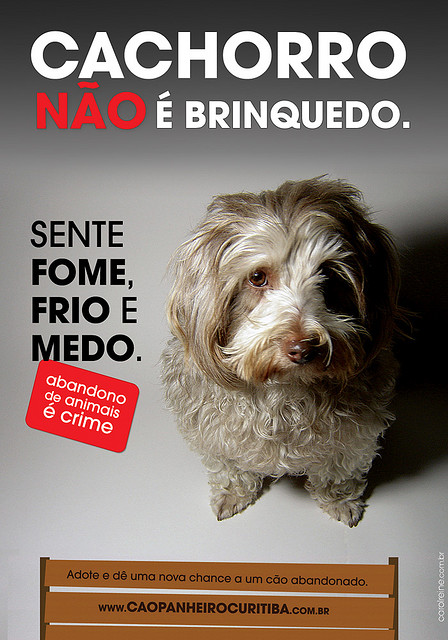 CACHORRO
NÃO É BRINQUEDO.
SENTE
FOME,
FRIO E
MEDO.
abandono
de animais
é crime
Adote e dê uma nova chance a um cão abandonado.
www.CAOPANHEIROCURITIBA.COM.BR
carolreine.com.br